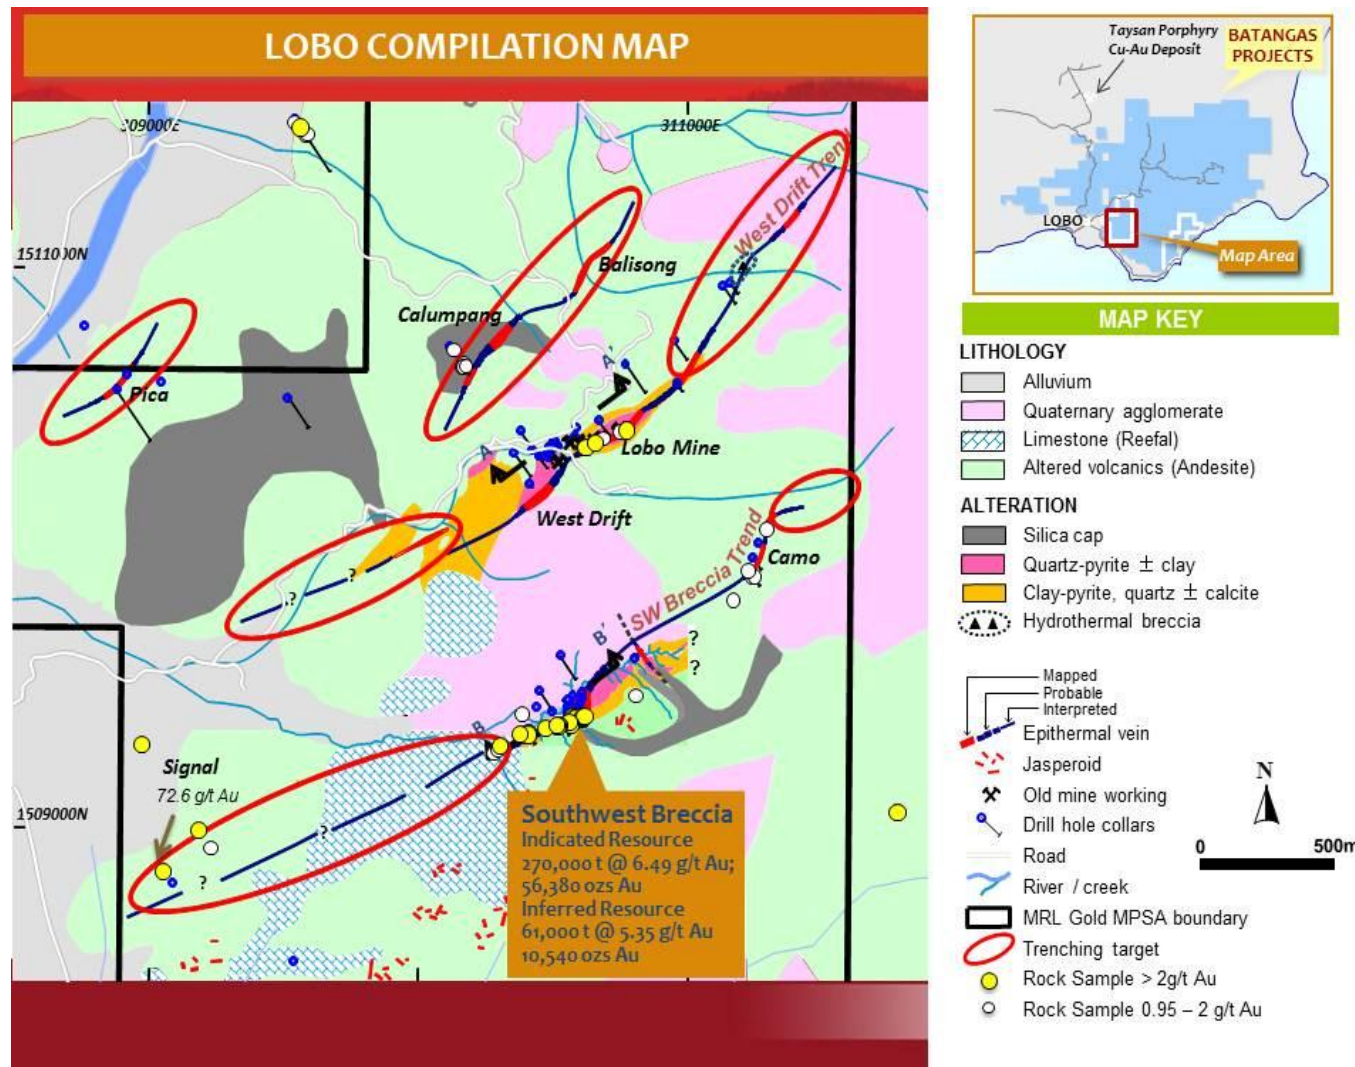 LOBO COMPILATION MAP
309000E
311000E
1511000N
1509000N
West Drift Trend
Balisong
Calumpang
Pica
A'
A
Lobo Mine
West Drift
SW Breccia Trend
Camo
B'
B
?
?
?
?
?
?
Signal
72.6 g/t Au
Southwest Breccia
Indicated Resource
270,000 t @ 6.49 g/t Au;
56,380 ozs Au
Inferred Resource
61,000 t @ 5.35 g/t Au
10,540 ozs Au
Taysan Porphyry
Cu-Au Deposit
BATANGAS
PROJECTS
LOBO
Map Area
MAP KEY
LITHOLOGY
Alluvium
Quaternary agglomerate
Limestone (Reefal)
Altered volcanics (Andesite)
ALTERATION
Silica cap
Quartz-pyrite ± clay
Clay-pyrite, quartz ± calcite
Hydrothermal breccia
Mapped
Probable
Interpreted
Epithermal vein
Jasperoid
Old mine working
Drill hole collars
Road
River / creek
MRL Gold MPSA boundary
Trenching target
Rock Sample > 2g/t Au
Rock Sample 0.95 – 2 g/t Au
N
0 500m